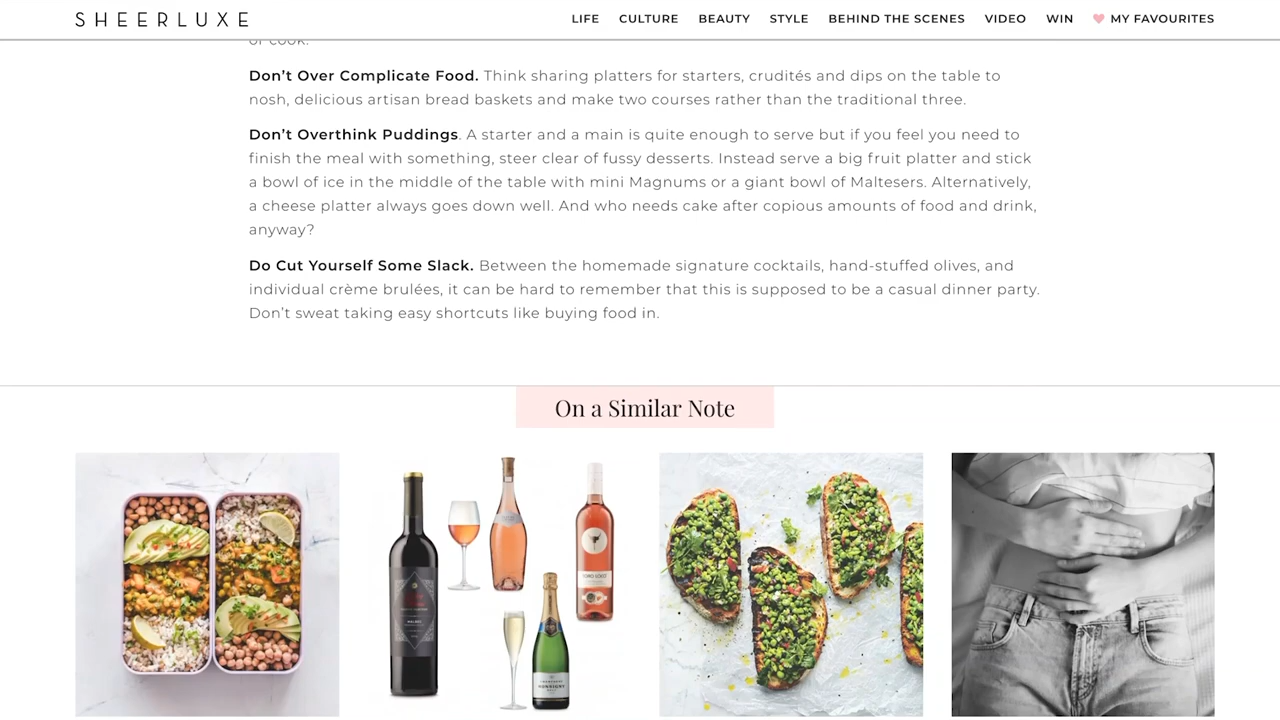 SHEERLUXE
LIFE CULTURE BEAUTY STYLE BEHIND THE SCENES VIDEO WIN MY FAVOURITES
or cook.
Don’t Over Complicate Food. Think sharing platters for starters, crudités and dips on the table to
nosh, delicious artisan bread baskets and make two courses rather than the traditional three.
Don’t Overthink Puddings. A starter and a main is quite enough to serve but if you feel you need to
finish the meal with something, steer clear of fussy desserts. Instead serve a big fruit platter and stick
a bowl of ice in the middle of the table with mini Magnums or a giant bowl of Maltesers. Alternatively,
a cheese platter always goes down well. And who needs cake after copious amounts of food and drink,
anyway?
Do Cut Yourself Some Slack. Between the homemade signature cocktails, hand-stuffed olives, and
individual crème brulées, it can be hard to remember that this is supposed to be a casual dinner party.
Don’t sweat taking easy shortcuts like buying food in.
On a Similar Note
MALBEC